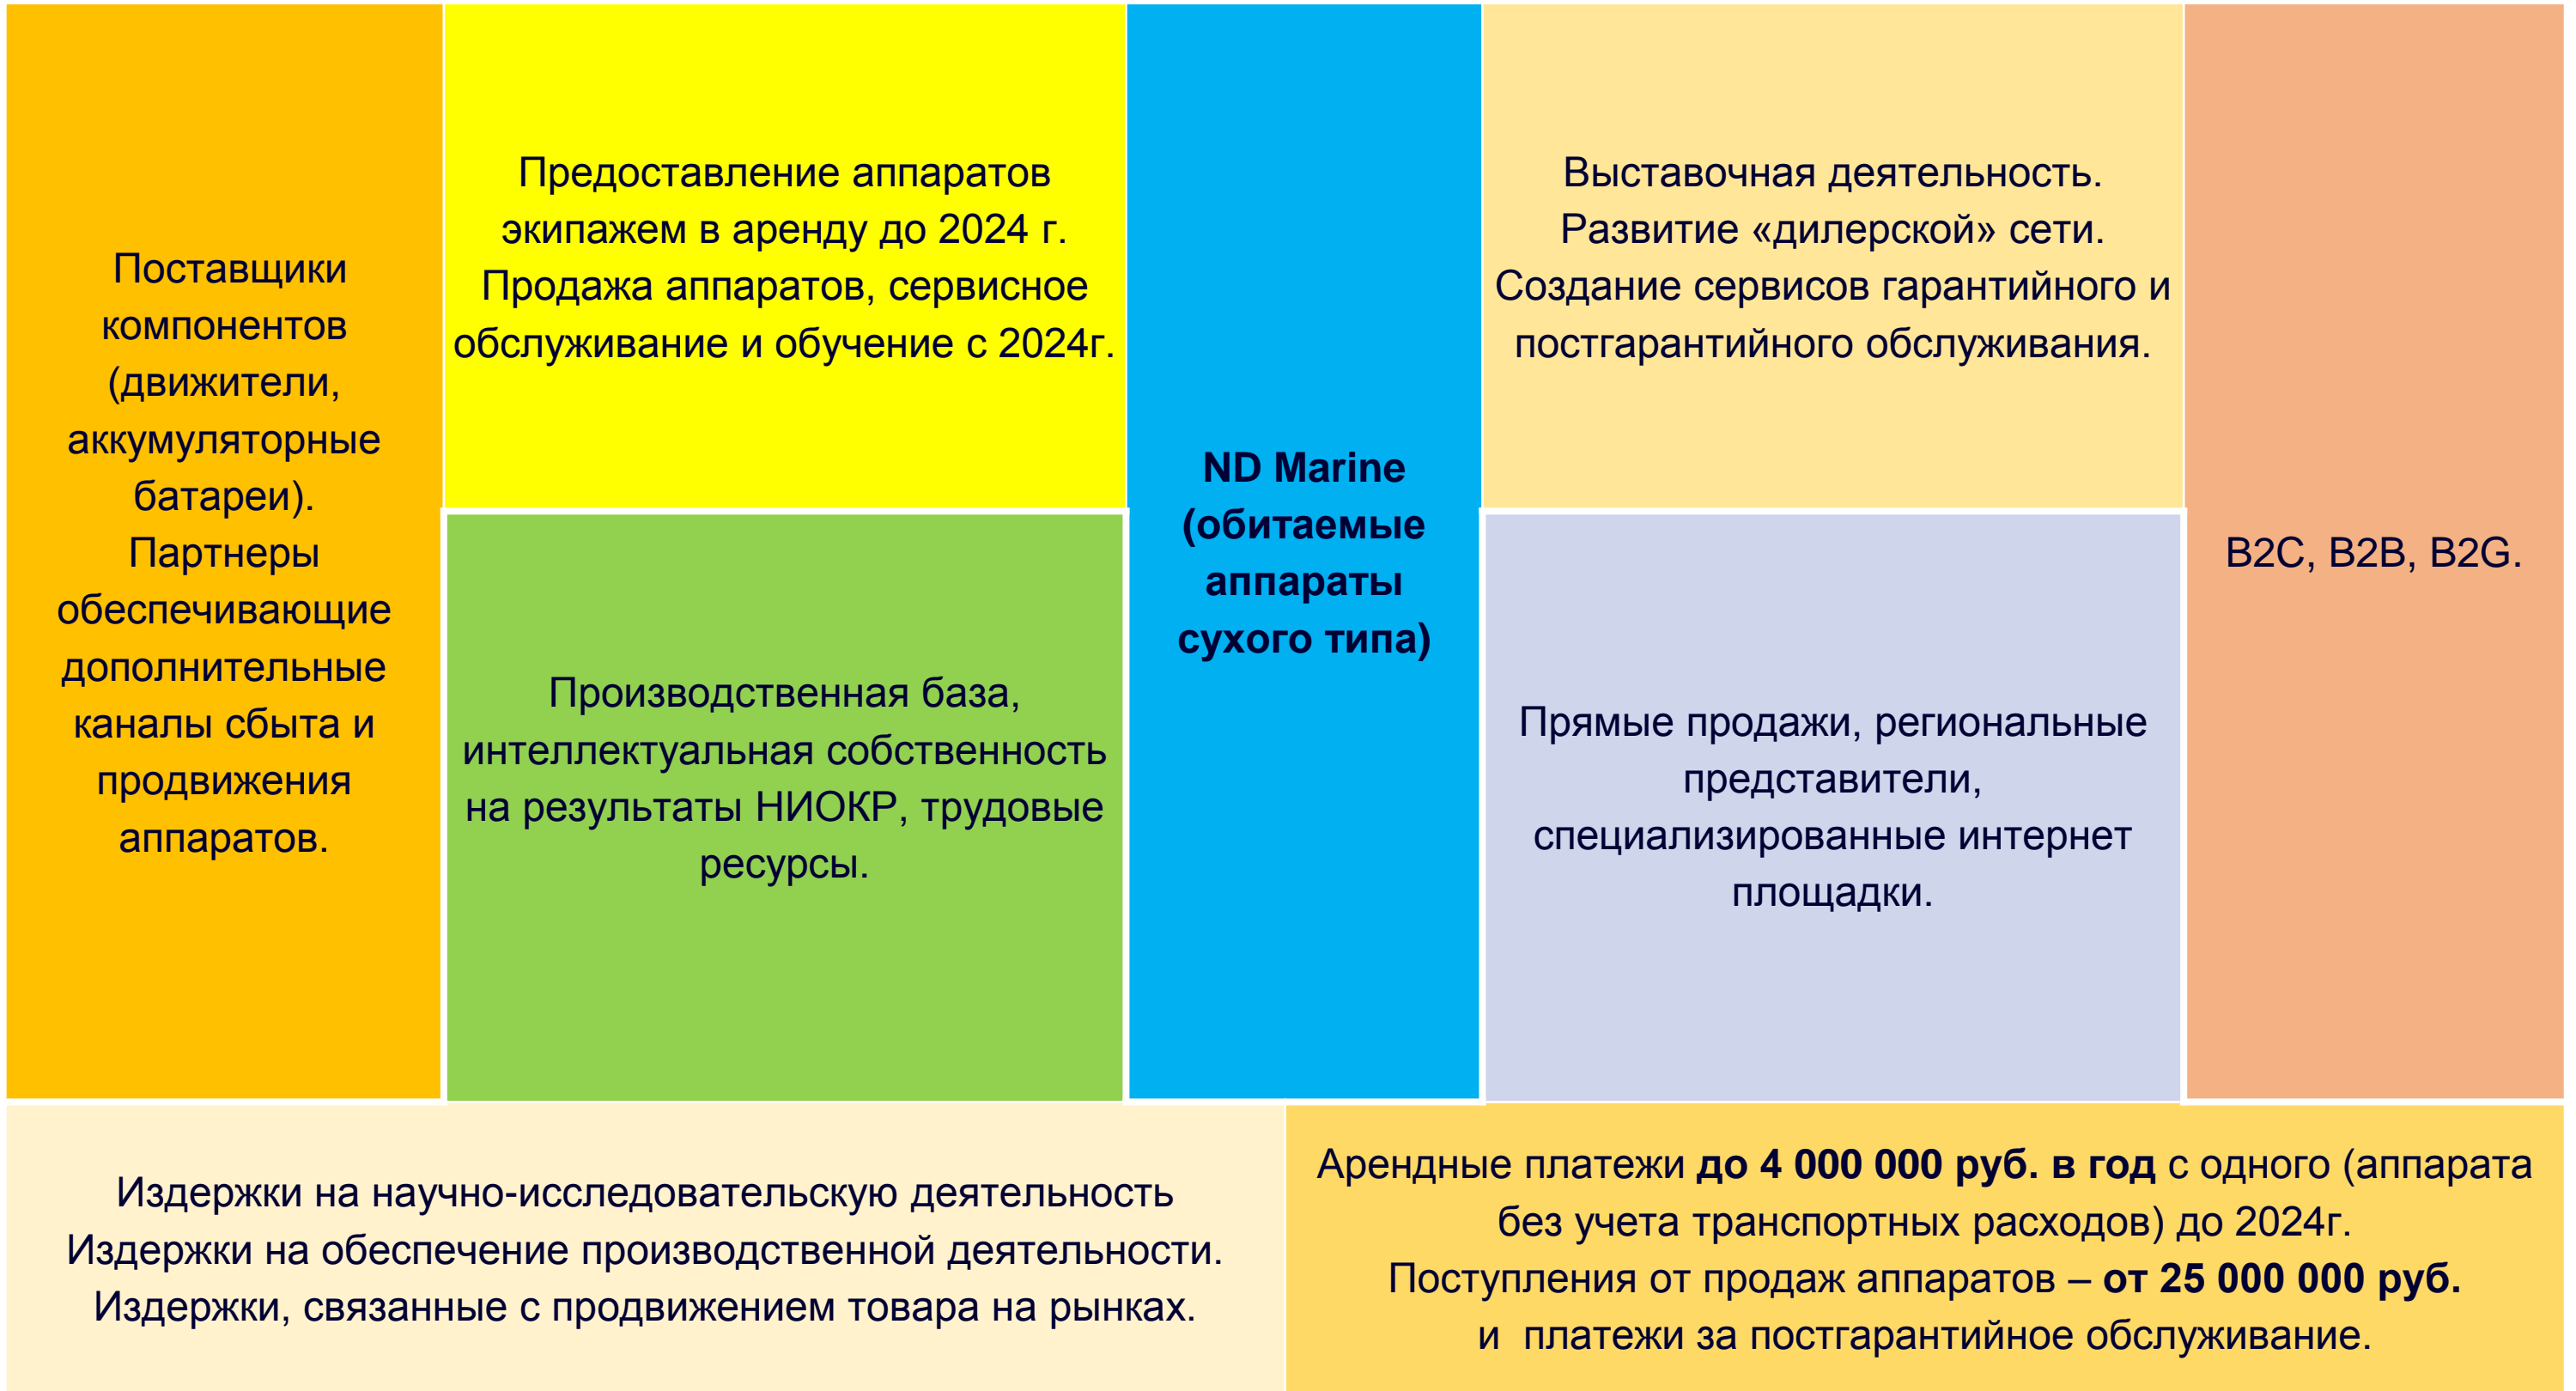 Поставщики
компонентов
(движители,
аккумуляторные
батареи).
Партнеры
обеспечивающие
дополнительные
каналы сбыта и
продвижения
аппаратов.
Предоставление аппаратов
экипажем в аренду до 2024 г.
Продажа аппаратов, сервисное
обслуживание и обучение с 2024г.
Производственная база,
интеллектуальная собственность
на результаты НИОКР, трудовые
ресурсы.
ND Marine
(обитаемые
аппараты
сухого типа)
Выставочная деятельность.
Развитие «дилерской» сети.
Создание сервисов гарантийного и
постгарантийного обслуживания.
Прямые продажи, региональные
представители,
специализированные интернет
площадки.
B2C, B2B, B2G.
Издержки на научно-исследовательскую деятельность
Издержки на обеспечение производственной деятельности.
Издержки, связанные с продвижением товара на рынках.
Арендные платежи до 4 000 000 руб. в год с одного (аппарата
без учета транспортных расходов) до 2024г.
Поступления от продаж аппаратов – от 25 000 000 руб.
и платежи за постгарантийное обслуживание.